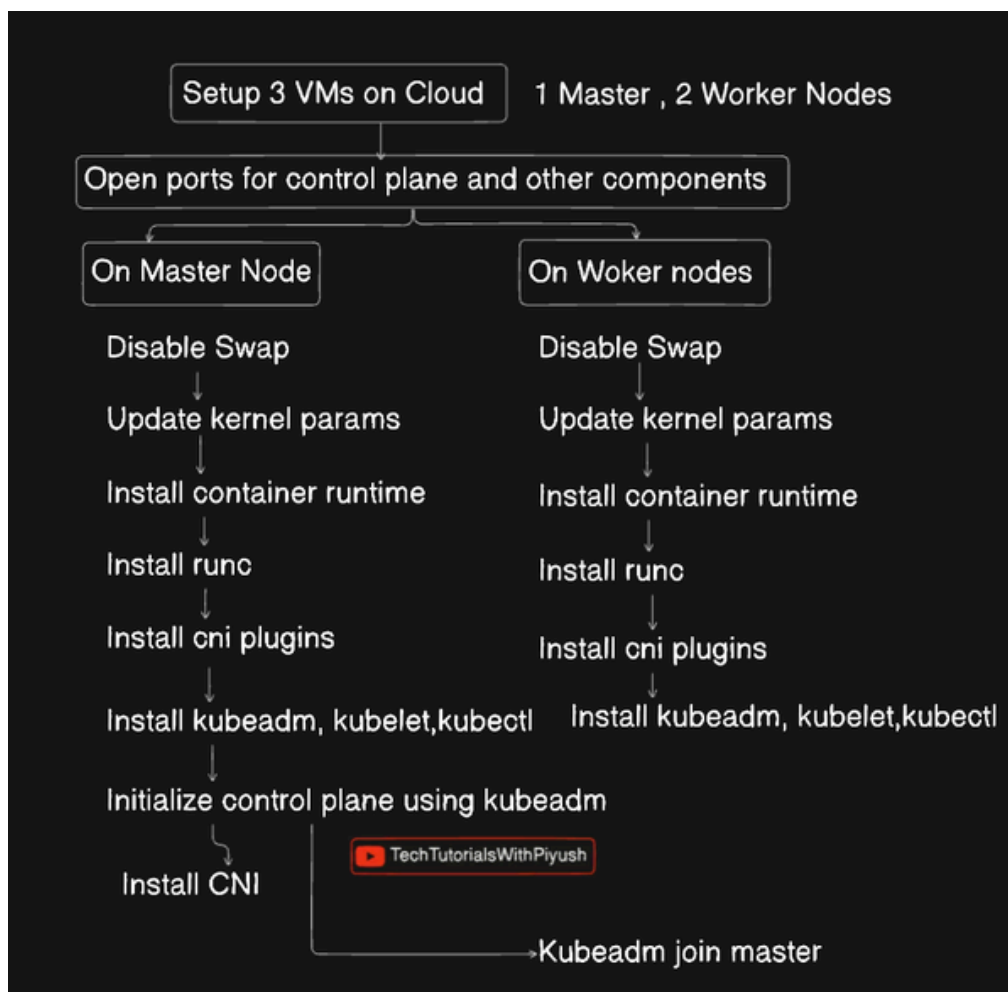 Setup 3 VMs on Cloud
1 Master , 2 Worker Nodes
Open ports for control plane and other components
On Master Node
Disable Swap
Update kernel params
Install container runtime
Install runc
Install cni plugins
Install kubeadm, kubelet,kubectl
Initialize control plane using kubeadm
Install CNI
On Woker nodes
Disable Swap
Update kernel params
Install container runtime
Install runc
Install cni plugins
Install kubeadm, kubelet,kubectl
TechTutorialsWithPiyush
Kubeadm join master